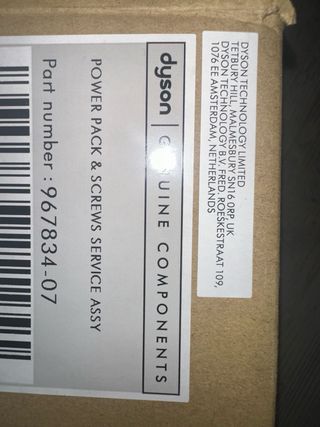 DYSON TECHNOLOGY LIMITED
TETBURY HILL, MALMESBURY SN16 0RP, UK
DYSON TECHNOLOGY B.V. FRED. ROESKESTRAAT 109,
1076 EE AMSTERDAM, NETHERLANDS
dyson | GENUINE COMPONENTS
POWER PACK & SCREWS SERVICE ASSY
Part number : 967834-07